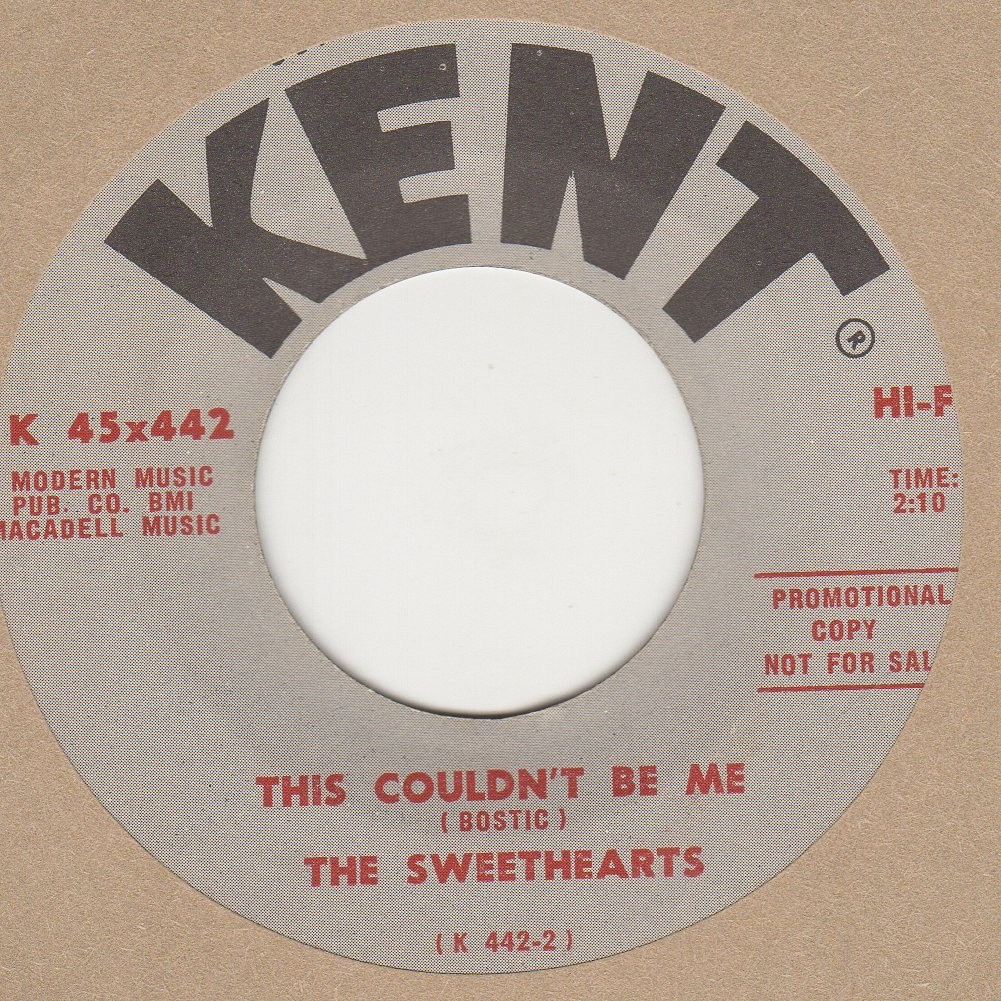 KENT
®
K 45x442
MODERN MUSIC
PUB. CO. BMI
MACADELL MUSIC
HI-F
TIME:
2:10
PROMOTIONAL
COPY
NOT FOR SAL
THIS COULDN'T BE ME
(BOSTIC)
THE SWEETHEARTS
(K 442-2)